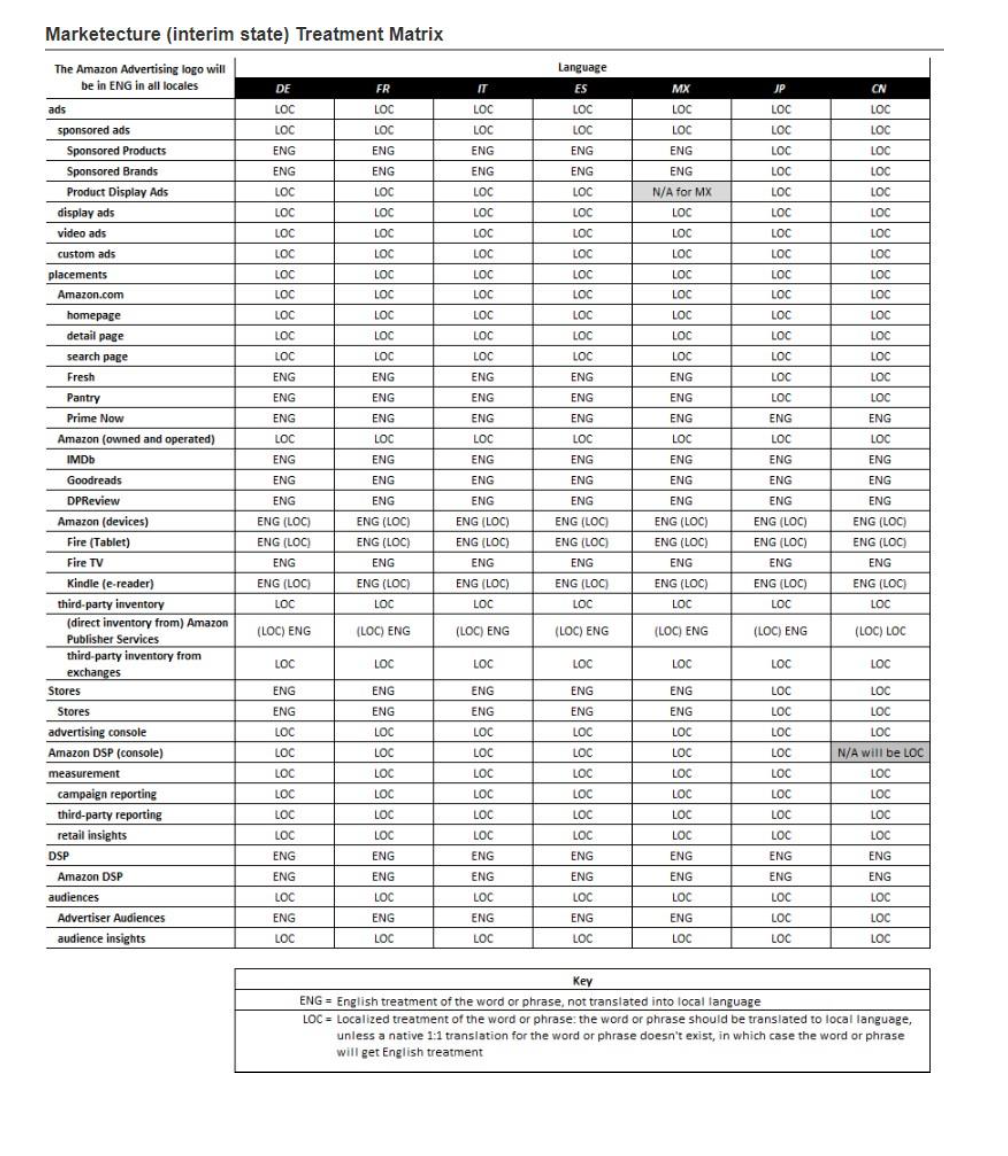 Marketecture (interim state) Treatment Matrix
The Amazon Advertising logo will
be in ENG in all locales
Language
DE FR IT ES MX JP CN
ads LOC LOC LOC LOC LOC LOC LOC
sponsored ads LOC LOC LOC LOC LOC LOC LOC
Sponsored Products ENG ENG ENG ENG ENG LOC LOC
Sponsored Brands ENG ENG ENG ENG ENG LOC LOC
Product Display Ads LOC LOC LOC LOC N/A for MX LOC LOC
display ads LOC LOC LOC LOC LOC LOC LOC
video ads LOC LOC LOC LOC LOC LOC LOC
custom ads LOC LOC LOC LOC LOC LOC LOC
placements LOC LOC LOC LOC LOC LOC LOC
Amazon.com LOC LOC LOC LOC LOC LOC LOC
homepage LOC LOC LOC LOC LOC LOC LOC
detail page LOC LOC LOC LOC LOC LOC LOC
search page LOC LOC LOC LOC LOC LOC LOC
Fresh ENG ENG ENG ENG ENG LOC LOC
Pantry ENG ENG ENG ENG ENG LOC LOC
Prime Now ENG ENG ENG ENG ENG ENG ENG
Amazon (owned and operated) LOC LOC LOC LOC LOC LOC LOC
IMDb ENG ENG ENG ENG ENG ENG ENG
Goodreads ENG ENG ENG ENG ENG ENG ENG
DPReview ENG ENG ENG ENG ENG ENG ENG
Amazon (devices) ENG (LOC) ENG (LOC) ENG (LOC) ENG (LOC) ENG (LOC) ENG (LOC) ENG (LOC)
Fire (Tablet) ENG (LOC) ENG (LOC) ENG (LOC) ENG (LOC) ENG (LOC) ENG (LOC) ENG (LOC)
Fire TV ENG ENG ENG ENG ENG ENG ENG
Kindle (e-reader) ENG (LOC) ENG (LOC) ENG (LOC) ENG (LOC) ENG (LOC) ENG (LOC) ENG (LOC)
third-party inventory LOC LOC LOC LOC LOC LOC LOC
(direct inventory from) Amazon
Publisher Services (LOC) ENG (LOC) ENG (LOC) ENG (LOC) ENG (LOC) ENG (LOC) ENG (LOC) LOC
third-party inventory from
exchanges LOC LOC LOC LOC LOC LOC LOC
Stores ENG ENG ENG ENG ENG LOC LOC
Stores ENG ENG ENG ENG ENG LOC LOC
advertising console LOC LOC LOC LOC LOC LOC LOC
Amazon DSP (console) LOC LOC LOC LOC LOC LOC N/A will be LOC
measurement LOC LOC LOC LOC LOC LOC LOC
campaign reporting LOC LOC LOC LOC LOC LOC LOC
third-party reporting LOC LOC LOC LOC LOC LOC LOC
retail insights LOC LOC LOC LOC LOC LOC LOC
DSP ENG ENG ENG ENG ENG ENG ENG
Amazon DSP ENG ENG ENG ENG ENG ENG ENG
audiences LOC LOC LOC LOC LOC LOC LOC
Advertiser Audiences ENG ENG ENG ENG ENG LOC LOC
audience insights LOC LOC LOC LOC LOC LOC LOC
Key
ENG = English treatment of the word or phrase, not translated into local language
LOC = Localized treatment of the word or phrase: the word or phrase should be translated to local language,
unless a native 1:1 translation for the word or phrase doesn't exist, in which case the word or phrase
will get English treatment